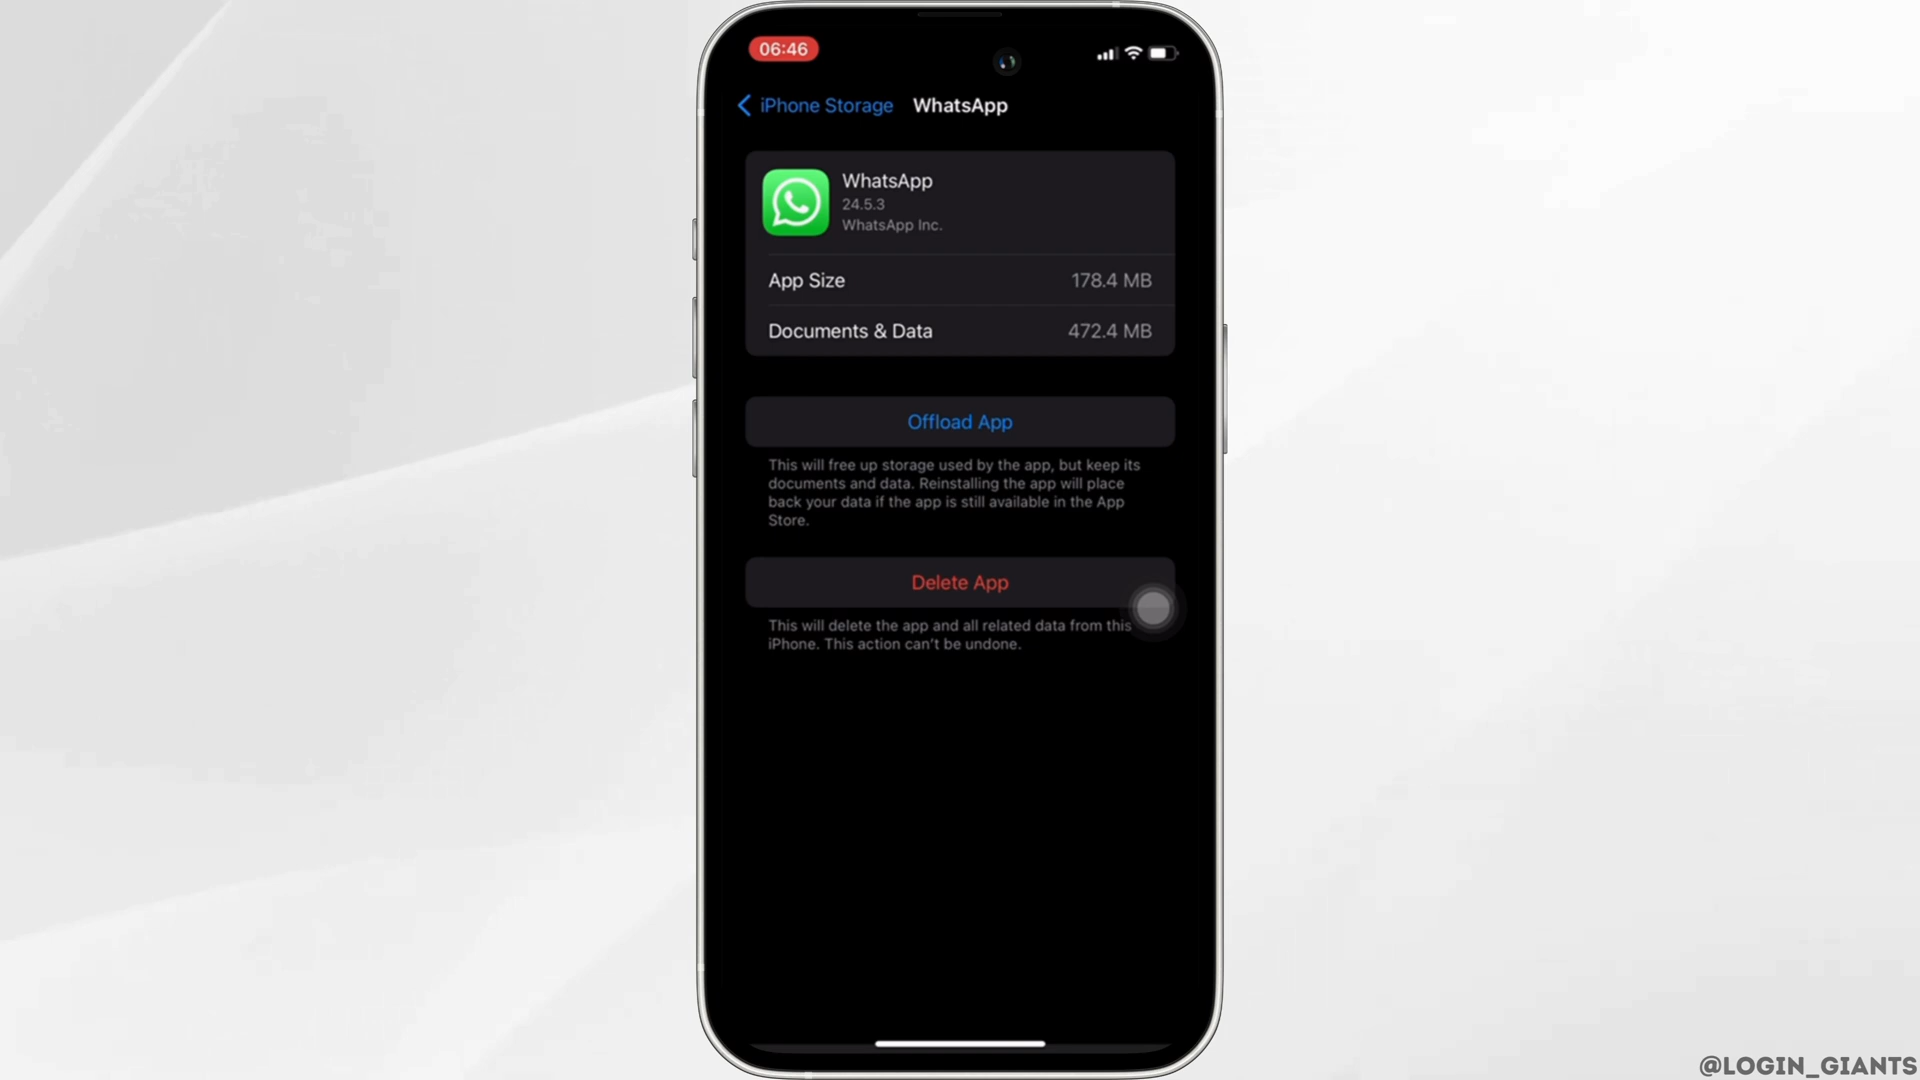 06:46
iPhone Storage WhatsApp
WhatsApp
24.5.3
WhatsApp Inc.
App Size 178.4 MB
Documents & Data 472.4 MB
Offload App
This will free up storage used by the app, but keep its
documents and data. Reinstalling the app will place
back your data if the app is still available in the App
Store.
Delete App
This will delete the app and all related data from this
iPhone. This action can't be undone.
@LOGIN_GIANTS